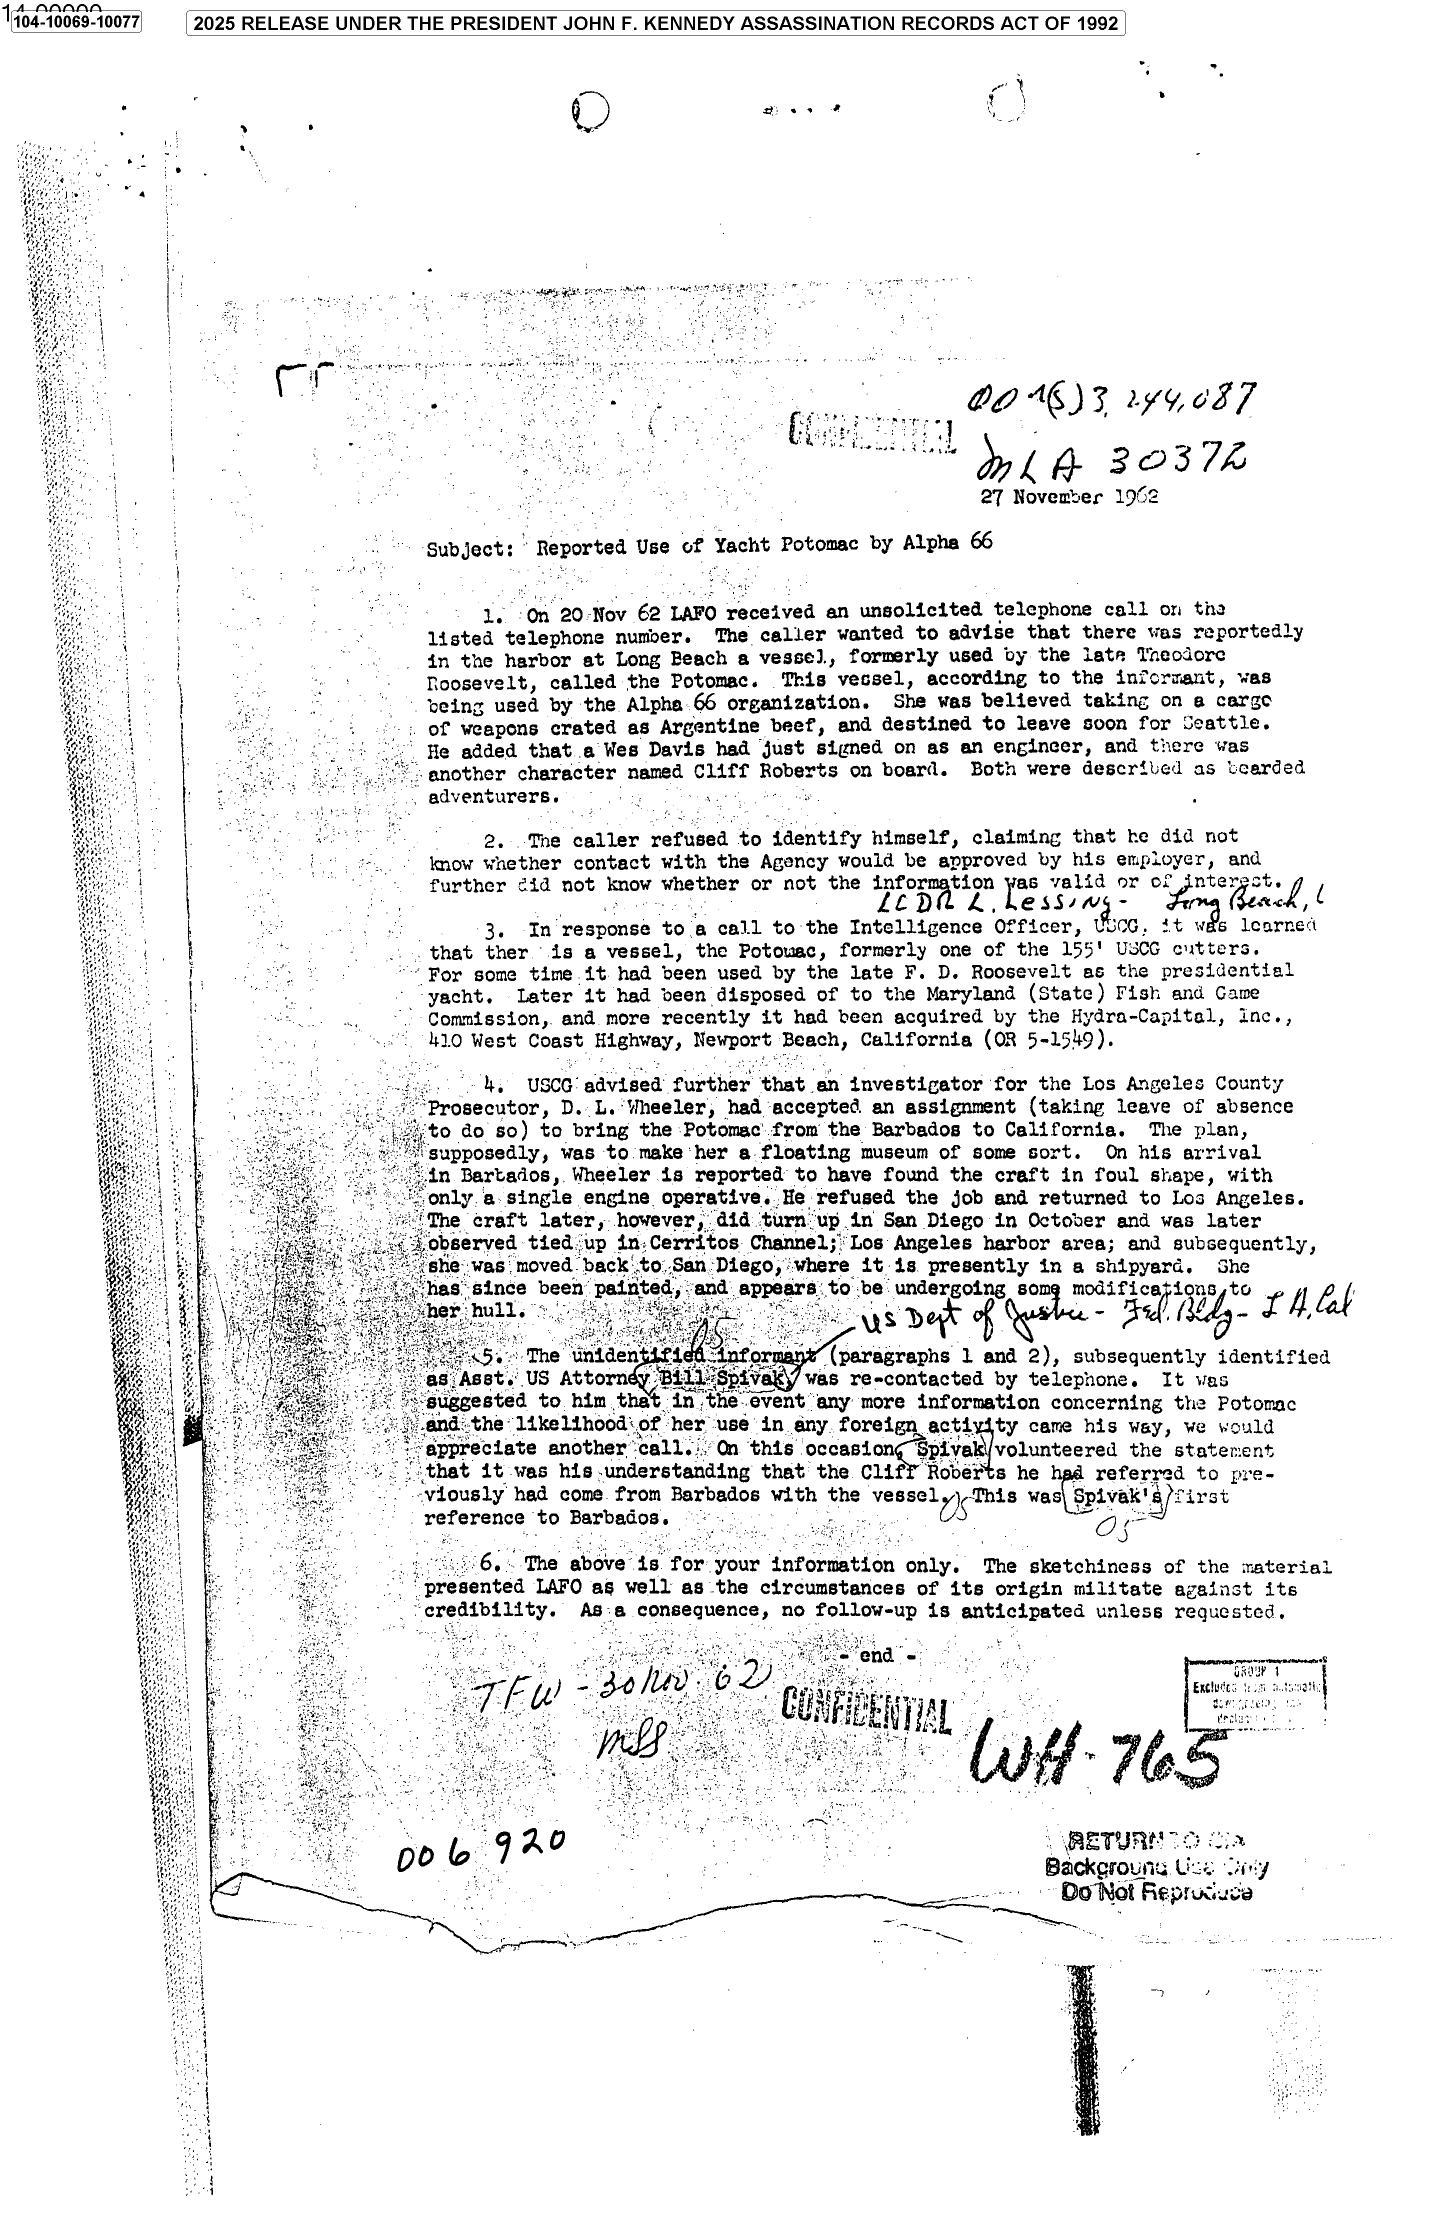 104-10069-10077
2025 RELEASE UNDER THE PRESIDENT JOHN F. KENNEDY ASSASSINATION RECORDS ACT OF 1992
3,244,087
CONFIDENTIAL
MLA 30372
27 November 1962
Subject: Reported Use of Yacht Potomac by Alpha 66
1. On 20 Nov 62 LAFO received an unsolicited telephone call on the
listed telephone number. The caller wanted to advise that there was reportedly
in the harbor at Long Beach a vessel, formerly used by the late Theodore
Roosevelt, called the Potomac. This vessel, according to the informant, was
being used by the Alpha 66 organization. She was believed taking on a cargo
of weapons crated as Argentine beef, and destined to leave soon for Seattle.
He added that a Wes Davis had just signed on as an engineer, and there was
another character named Cliff Roberts on board. Both were described as bearded
adventurers.
2. The caller refused to identify himself, claiming that he did not
know whether contact with the Agency would be approved by his employer, and
further did not know whether or not the information was valid or of interest.
LCDR L. Lessing - Long Beach, C
3. In response to a call to the Intelligence Officer, USCG, it was learned
that ther is a vessel, the Potomac, formerly one of the 155' USCG cutters.
For some time it had been used by the late F. D. Roosevelt as the presidential
yacht. Later it had been disposed of to the Maryland (State) Fish and Game
Commission, and more recently it had been acquired by the Hydra-Capital, Inc.,
410 West Coast Highway, Newport Beach, California (OR 5-1549).
4. USCG advised further that an investigator for the Los Angeles County
Prosecutor, D. L. Wheeler, had accepted an assignment (taking leave of absence
to do so) to bring the Potomac from the Barbados to California. The plan,
supposedly, was to make her a floating museum of some sort. On his arrival
in Barbados, Wheeler is reported to have found the craft in foul shape, with
only a single engine operative. He refused the job and returned to Los Angeles.
The craft later, however, did turn up in San Diego in October and was later
observed tied up in Cerritos Channel, Los Angeles harbor area; and subsequently,
she was moved back to San Diego, where it is presently in a shipyard. She
has since been painted, and appears to be undergoing some modifications to
her hull.
US Dept of Justice - Fed. Bldg - L A, Cal
05
5. The unidentified informant (paragraphs 1 and 2), subsequently identified
as Asst. US Attorney Bill Spivak, was re-contacted by telephone. It was
suggested to him that in the event any more information concerning the Potomac
and the likelihood of her use in any foreign activity came his way, we would
appreciate another call. On this occasion, Spivak volunteered the statement
that it was his understanding that the Cliff Roberts he had referred to pre-
viously had come from Barbados with the vessel. This was Spivak's first
reference to Barbados.
05
05
6. The above is for your information only. The sketchiness of the material
presented LAFO as well as the circumstances of its origin militate against its
credibility. As a consequence, no follow-up is anticipated unless requested.
- end -
TFW - 30 Nov. 62
CONFIDENTIAL
GROUP 1
Excluded from automatic
downgrading and
WH-765
006 920
RETURN TO CIA
Background Use Only
Do Not Reproduce